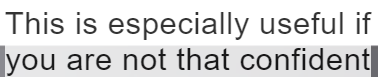 This is especially useful if
you are not that confident